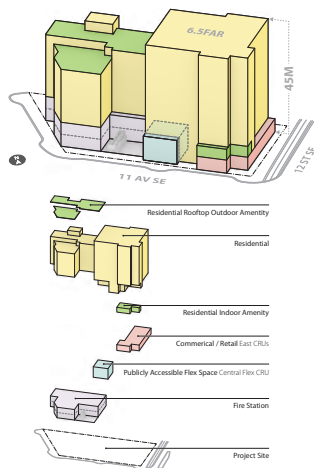 6.5FAR
45M
11 AV SE
12 ST SE
Residential Rooftop Outdoor Amentity
Residential
Residential Indoor Amenity
Commerical / Retail East CRUs
Publicly Accessible Flex Space Central Flex CRU
Fire Station
Project Site